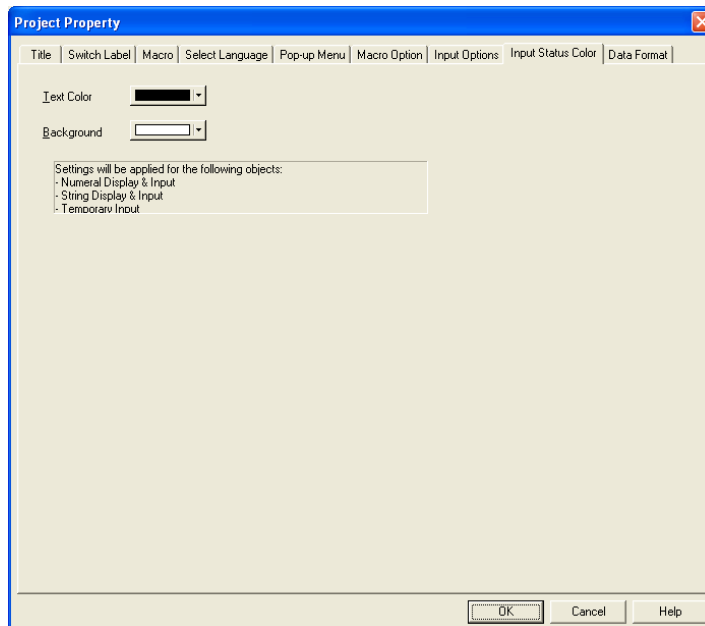 Project Property
Title Switch Label Macro Select Language Pop-up Menu Macro Option Input Options Input Status Color Data Format
Text Color
Background
Settings will be applied for the following objects:
- Numeral Display & Input
- String Display & Input
- Temporary Input
OK Cancel Help